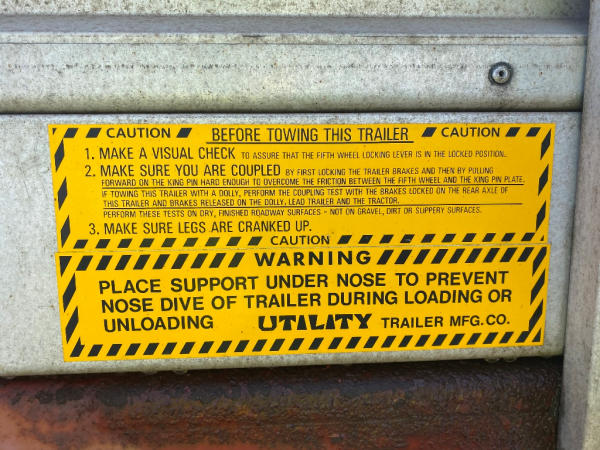 CAUTION BEFORE TOWING THIS TRAILER CAUTION
1. MAKE A VISUAL CHECK TO ASSURE THAT THE FIFTH WHEEL LOCKING LEVER IS IN THE LOCKED POSITION.
2. MAKE SURE YOU ARE COUPLED BY FIRST LOCKING THE TRAILER BRAKES AND THEN BY PULLING
FORWARD ON THE KING PIN HARD ENOUGH TO OVERCOME THE FRICTION BETWEEN THE FIFTH WHEEL AND THE KING PIN PLATE.
IF TOWING THIS TRAILER WITH A DOLLY, PERFORM THE COUPLING TEST WITH THE BRAKES LOCKED ON THE REAR AXLE OF
THIS TRAILER AND BRAKES RELEASED ON THE DOLLY, LEAD TRAILER AND THE TRACTOR.
PERFORM THESE TESTS ON DRY, FINISHED ROADWAY SURFACES - NOT ON GRAVEL, DIRT OR SLIPPERY SURFACES.
3. MAKE SURE LEGS ARE CRANKED UP.
CAUTION
WARNING
PLACE SUPPORT UNDER NOSE TO PREVENT
NOSE DIVE OF TRAILER DURING LOADING OR
UNLOADING UTILITY TRAILER MFG.CO.